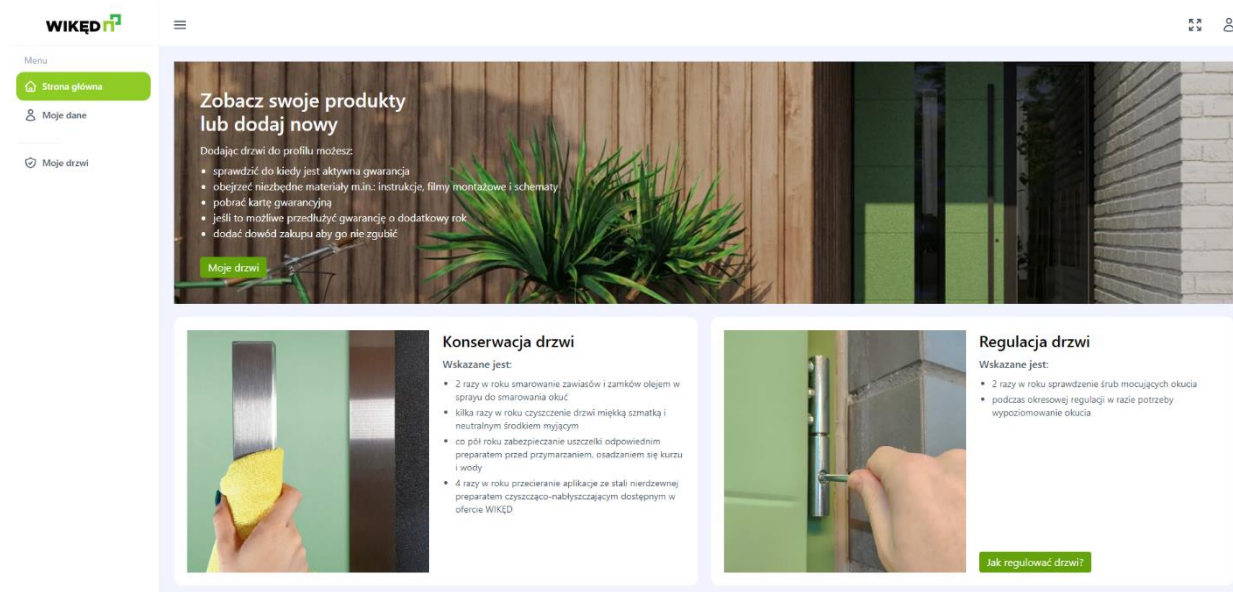 WIKĘD
Menu
Strona główna
Moje dane
Moje drzwi
Zobacz swoje produkty
lub dodaj nowy
Dodając drzwi do profilu możesz:
• sprawdzić do kiedy jest aktywna gwarancja
• obejrzeć niezbędne materiały m.in.: instrukcje, filmy montażowe i schematy
• pobrać kartę gwarancyjną
• jeśli to możliwe przedłużyć gwarancję o dodatkowy rok
• dodać dowód zakupu aby go nie zgubić
Moje drzwi
Konserwacja drzwi
Wskazane jest:
• 2 razy w roku smarowanie zawiasów i zamków olejem w
sprayu do smarowania okuć
• kilka razy w roku czyszczenie drzwi miękką szmatką i
neutralnym środkiem myjącym
• co pół roku zabezpieczanie uszczelki odpowiednim
preparatem przed przymarzaniem, osadzaniem się kurzu
i wody
• 4 razy w roku przecieranie aplikacje ze stali nierdzewnej
preparatem czyszcząco-nabłyszczającym dostępnym w
ofercie WIKĘD
Regulacja drzwi
Wskazane jest:
• 2 razy w roku sprawdzenie śrub mocujących okucia
• podczas okresowej regulacji w razie potrzeby
wypoziomowanie okucia
Jak regulować drzwi?